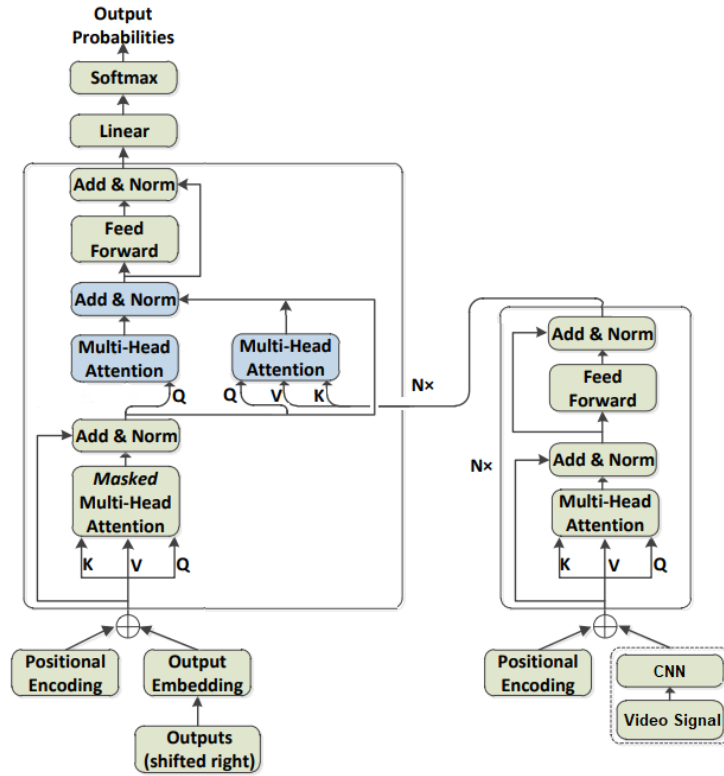 Output
Probabilities
Softmax
Linear
Add & Norm
Feed
Forward
Add & Norm
Multi-Head
Attention
Multi-Head
Attention
Q
Q
V
K
N×
Add & Norm
Masked
Multi-Head
Attention
K
V
Q
Positional
Encoding
Output
Embedding
Outputs
(shifted right)
Add & Norm
Feed
Forward
N×
Add & Norm
Multi-Head
Attention
K
V
Q
Positional
Encoding
CNN
Video Signal